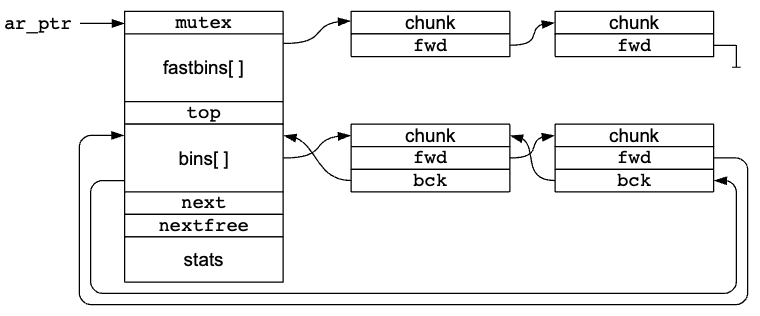 ar_ptr
mutex
fastbins[ ]
top
bins[ ]
next
nextfree
stats
chunk
fwd
chunk
fwd
chunk
fwd
bck
chunk
fwd
bck